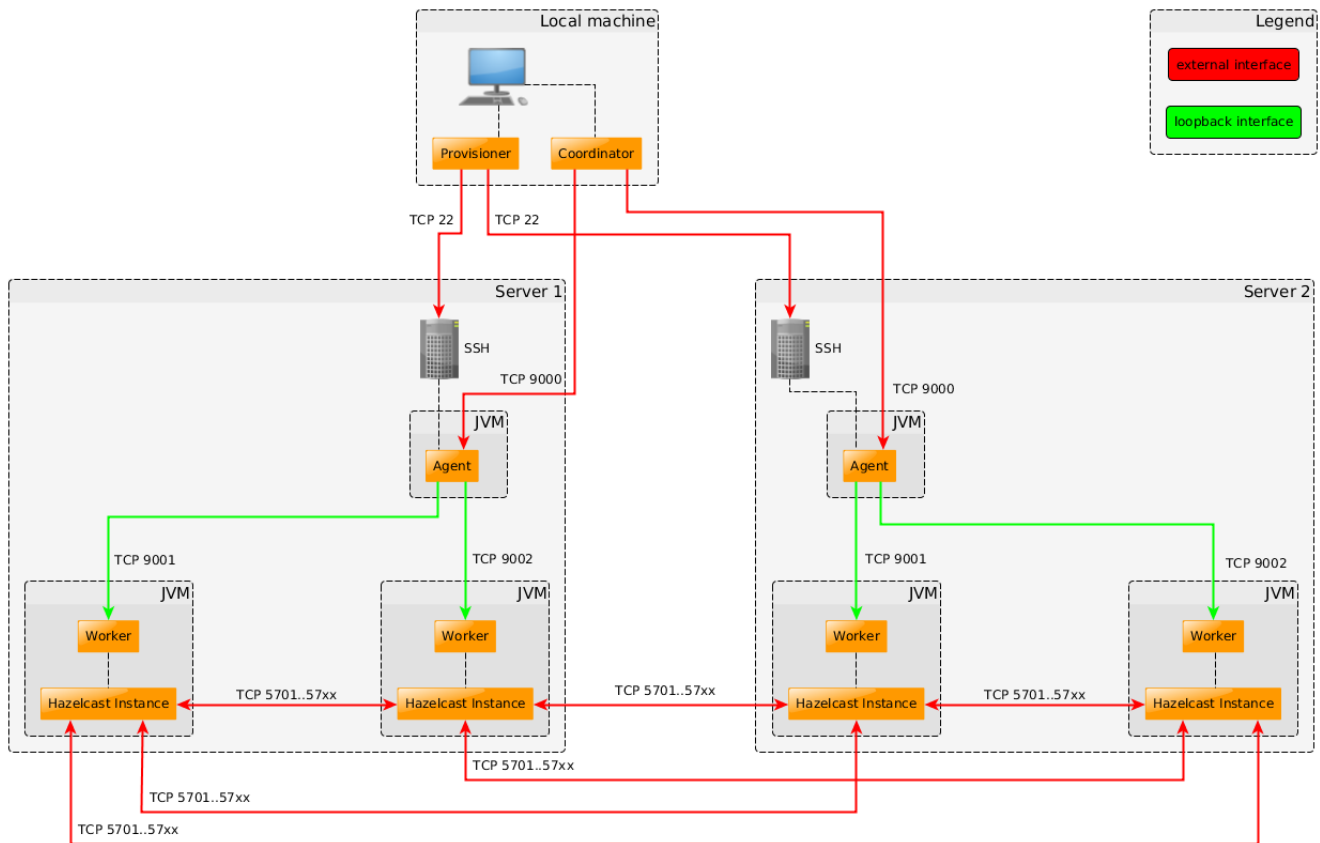 Local machine
Legend
external interface
loopback interface
Provisioner
Coordinator
TCP 22
TCP 22
Server 1
Server 2
SSH
SSH
TCP 9000
TCP 9000
JVM
JVM
Agent
Agent
TCP 9001
TCP 9002
TCP 9001
TCP 9002
JVM
JVM
JVM
JVM
Worker
Worker
Worker
Worker
TCP 5701..57xx
TCP 5701..57xx
TCP 5701..57xx
Hazelcast Instance
Hazelcast Instance
Hazelcast Instance
Hazelcast Instance
TCP 5701..57xx
TCP 5701..57xx
TCP 5701..57xx